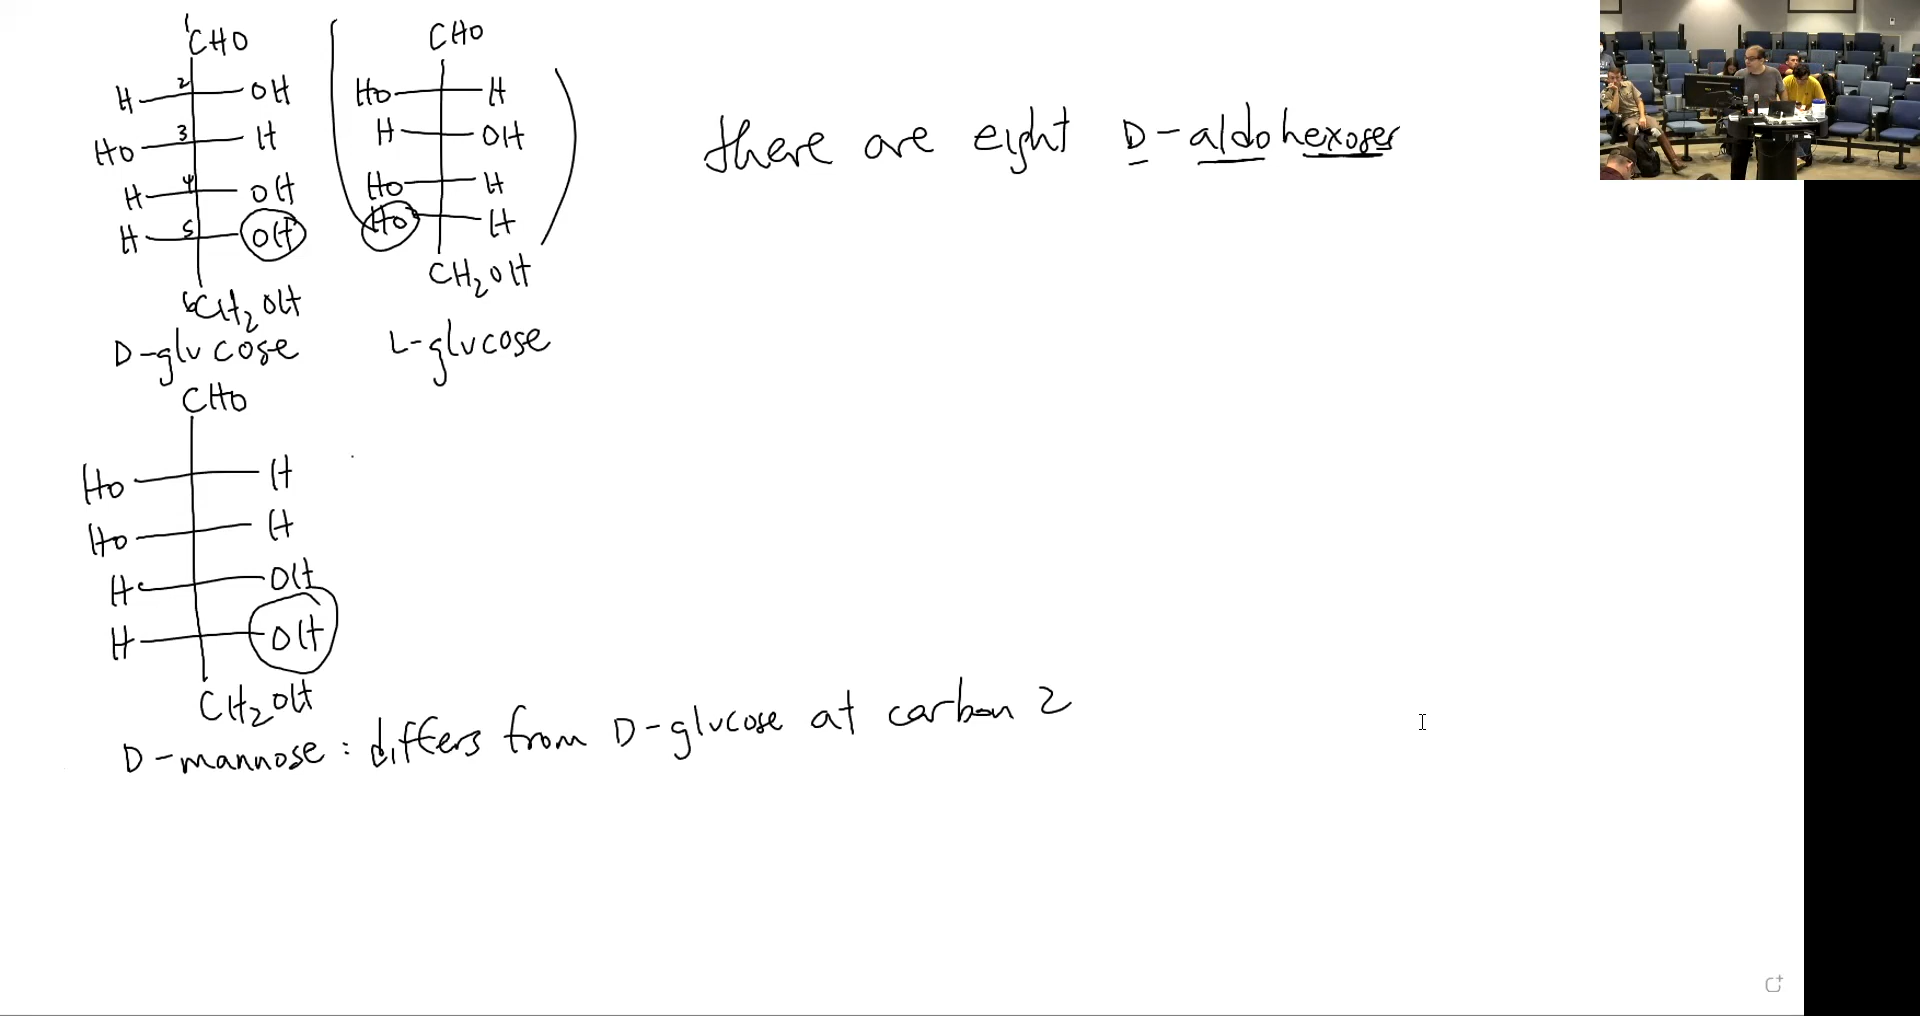 1
CHO
H 2 OH
HO 3 H
H 4 OH
H 5 OH
6 CH2OH
D-glucose
CHO
HO H
H OH
HO H
HO H
CH2OH
L-glucose
there are eight D-aldohexoses
CHO
HO H
HO H
H OH
H OH
CH2OH
D-mannose: differs from D-glucose at carbon 2